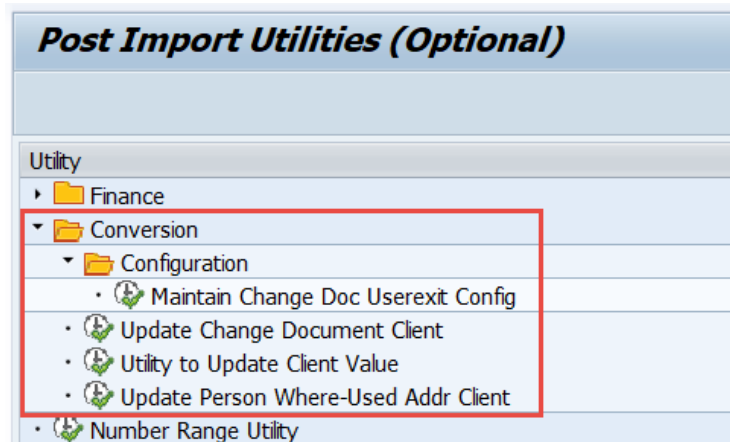 Post Import Utilities (Optional)
Utility
Finance
Conversion
Configuration
Maintain Change Doc Userexit Config
Update Change Document Client
Utility to Update Client Value
Update Person Where-Used Addr Client
Number Range Utility